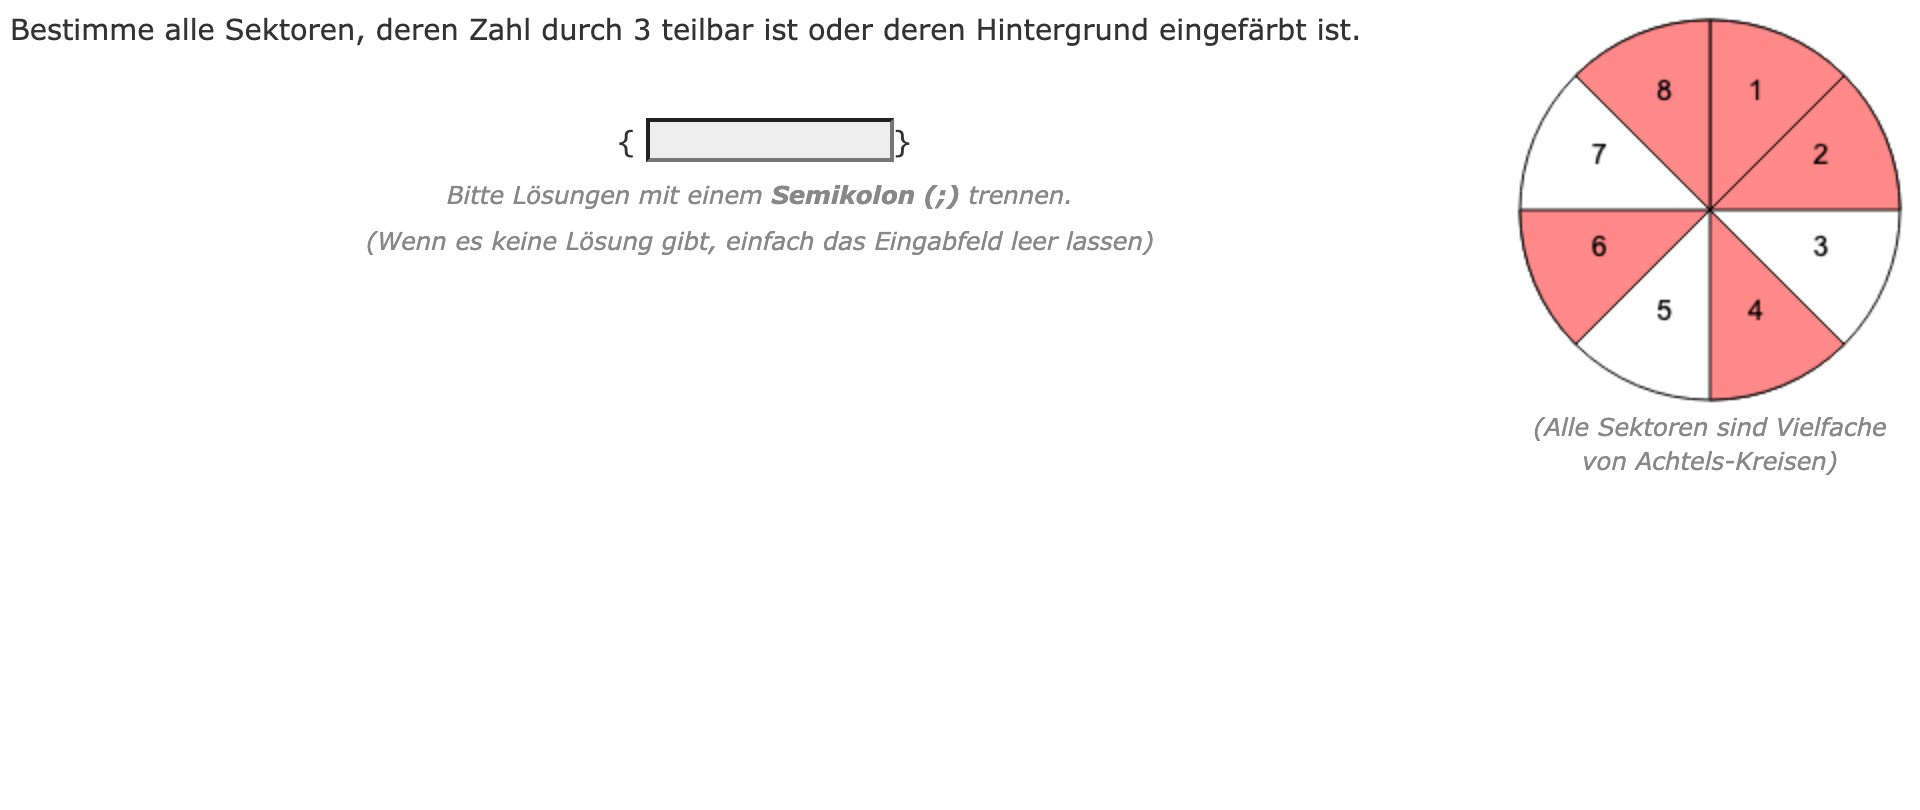 Bestimme alle Sektoren, deren Zahl durch 3 teilbar ist oder deren Hintergrund eingefärbt ist.
{ }
Bitte Lösungen mit einem Semikolon (;) trennen.
(Wenn es keine Lösung gibt, einfach das Eingabfeld leer lassen)
8 1
7 2
6 3
5 4
(Alle Sektoren sind Vielfache
von Achtels-Kreisen)